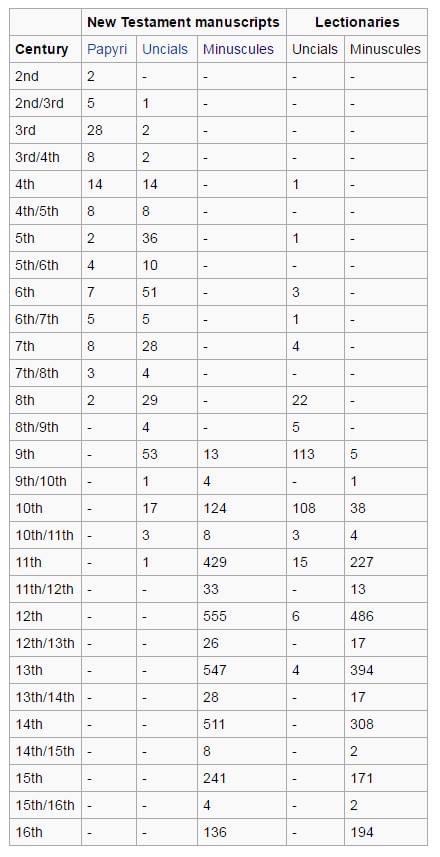 New Testament manuscripts Lectionaries
Century Papyri Uncials Minuscules Uncials Minuscules
2nd 2 - - - -
2nd/3rd 5 1 - - -
3rd 28 2 - - -
3rd/4th 8 2 - - -
4th 14 14 - 1 -
4th/5th 8 8 - - -
5th 2 36 - 1 -
5th/6th 4 10 - - -
6th 7 51 - 3 -
6th/7th 5 5 - 1 -
7th 8 28 - 4 -
7th/8th 3 4 - - -
8th 2 29 - 22 -
8th/9th - 4 - 5 -
9th - 53 13 113 5
9th/10th - 1 4 - 1
10th - 17 124 108 38
10th/11th - 3 8 3 4
11th - 1 429 15 227
11th/12th - - 33 - 13
12th - - 555 6 486
12th/13th - - 26 - 17
13th - - 547 4 394
13th/14th - - 28 - 17
14th - - 511 - 308
14th/15th - - 8 - 2
15th - - 241 - 171
15th/16th - - 4 - 2
16th - - 136 - 194